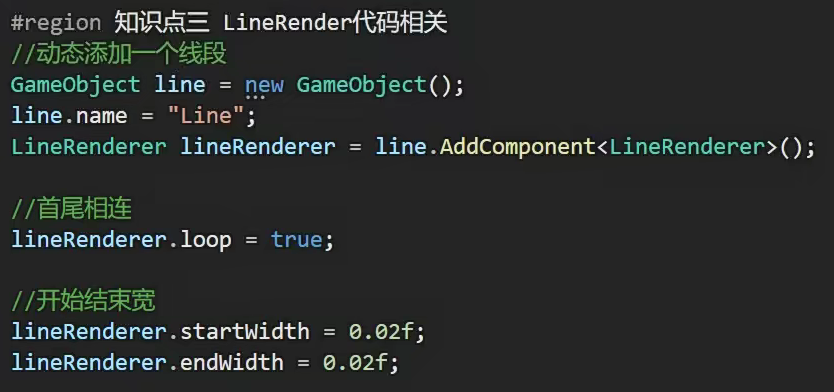 #region 知识点三 LineRender代码相关
//动态添加一个线段
GameObject line = new GameObject();
line.name = "Line";
LineRenderer lineRenderer = line.AddComponent<LineRenderer>();
//首尾相连
lineRenderer.loop = true;
//开始结束宽
lineRenderer.startWidth = 0.02f;
lineRenderer.endWidth = 0.02f;